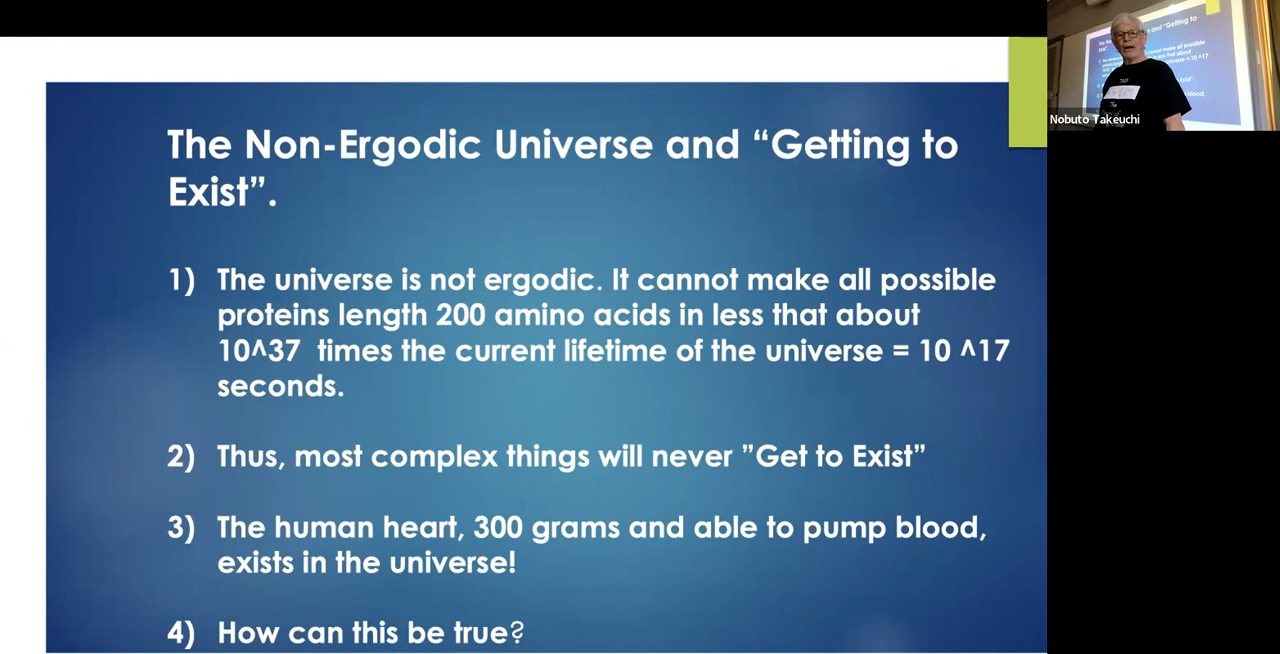 The Non-Ergodic Universe and “Getting to
Exist”.
1) The universe is not ergodic. It cannot make all possible
proteins length 200 amino acids in less that about
10^37 times the current lifetime of the universe = 10 ^17
seconds.
2) Thus, most complex things will never ”Get to Exist”
3) The human heart, 300 grams and able to pump blood,
exists in the universe!
4) How can this be true?
Nobuto Takeuchi